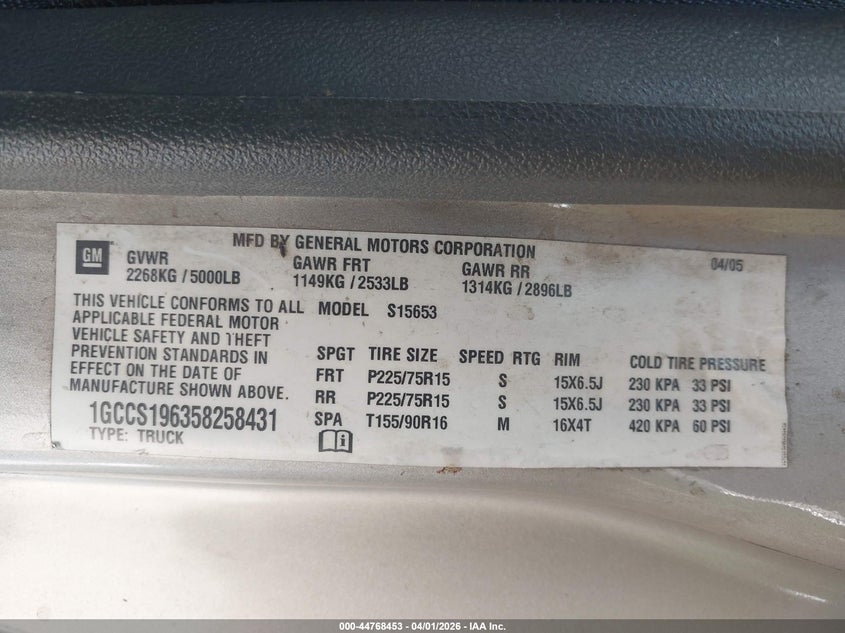 MFD BY GENERAL MOTORS CORPORATION
GM
GVWR GAWR FRT GAWR RR 04/05
2268KG / 5000LB 1149KG / 2533LB 1314KG / 2896LB
THIS VEHICLE CONFORMS TO ALL
APPLICABLE FEDERAL MOTOR
VEHICLE SAFETY AND THEFT
PREVENTION STANDARDS IN
EFFECT ON THE DATE OF
MANUFACTURE SHOWN ABOVE.
1GCCS196358258431
TYPE: TRUCK
MODEL S15653
SPGT TIRE SIZE SPEED RTG RIM COLD TIRE PRESSURE
FRT P225/75R15 S 15X6.5J 230 KPA 33 PSI
RR P225/75R15 S 15X6.5J 230 KPA 33 PSI
SPA T155/90R16 M 16X4T 420 KPA 60 PSI
000-44768453 | 04/01/2026 | IAA Inc.